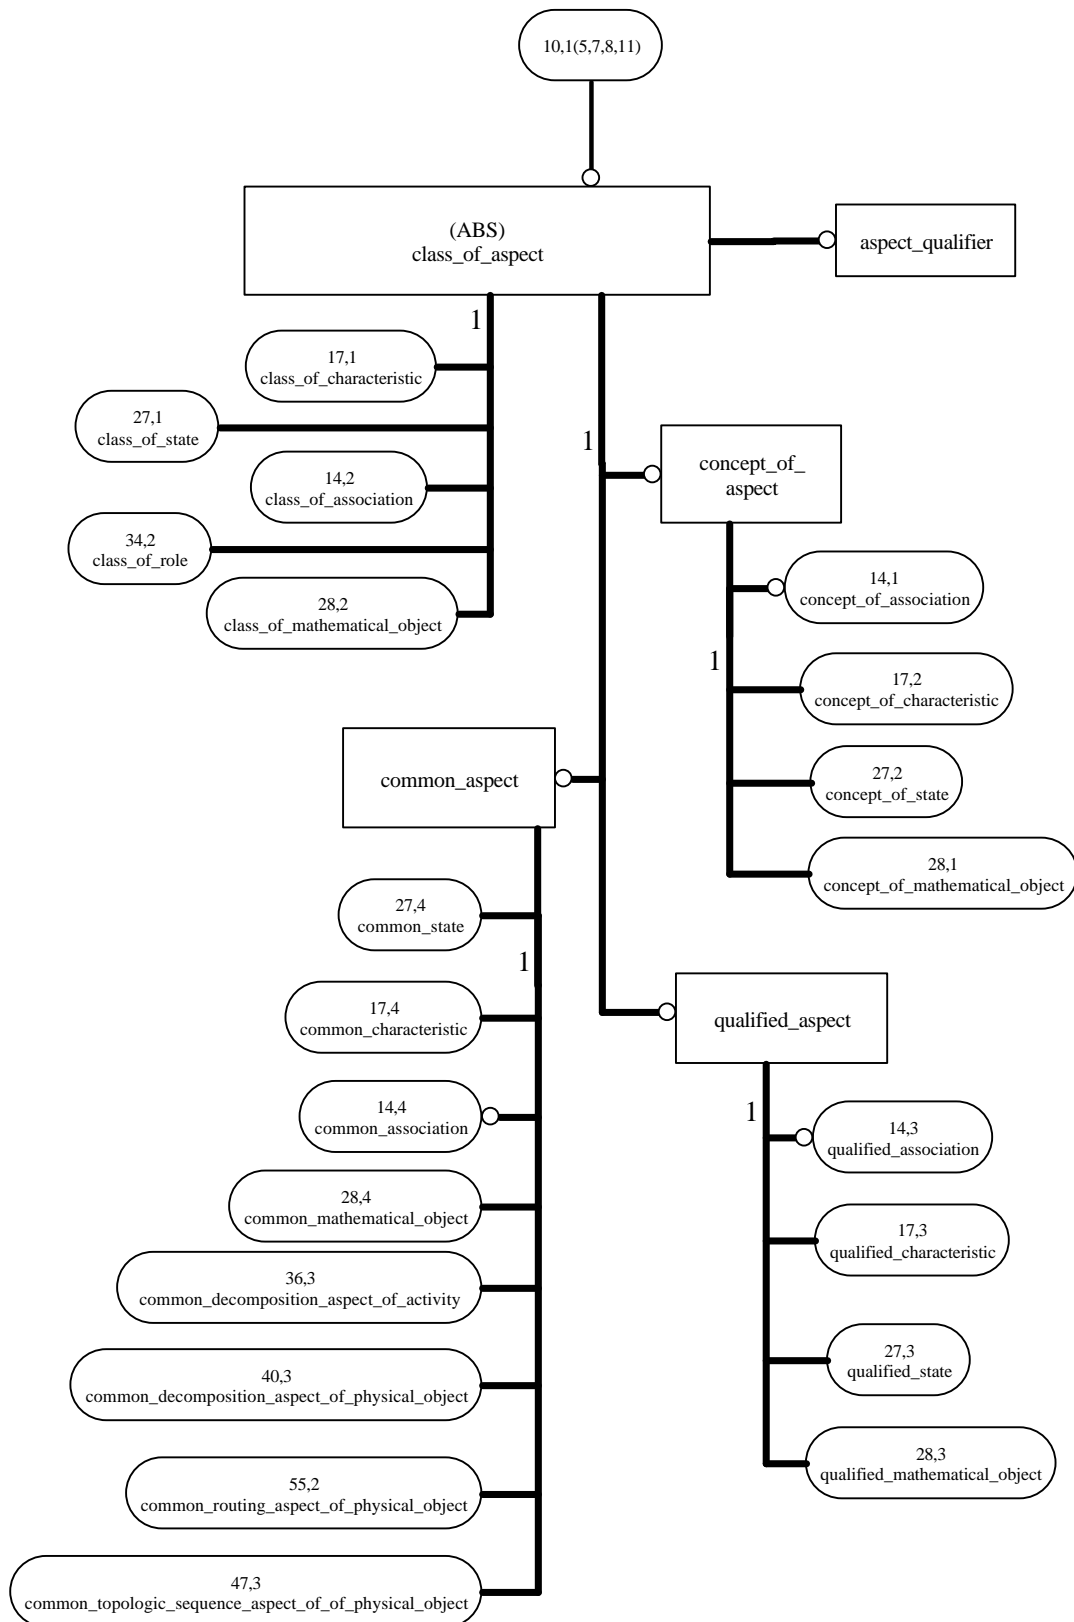 10,1(5,7,8,11)
(ABS)
class_of_aspect
aspect_qualifier
1
17,1
class_of_characteristic
27,1
class_of_state
14,2
class_of_association
34,2
class_of_role
28,2
class_of_mathematical_object
1
concept_of_
aspect
14,1
concept_of_association
1
17,2
concept_of_characteristic
27,2
concept_of_state
28,1
concept_of_mathematical_object
common_aspect
27,4
common_state
1
17,4
common_characteristic
14,4
common_association
28,4
common_mathematical_object
36,3
common_decomposition_aspect_of_activity
40,3
common_decomposition_aspect_of_physical_object
55,2
common_routing_aspect_of_physical_object
47,3
common_topologic_sequence_aspect_of_of_physical_object
qualified_aspect
1
14,3
qualified_association
17,3
qualified_characteristic
27,3
qualified_state
28,3
qualified_mathematical_object